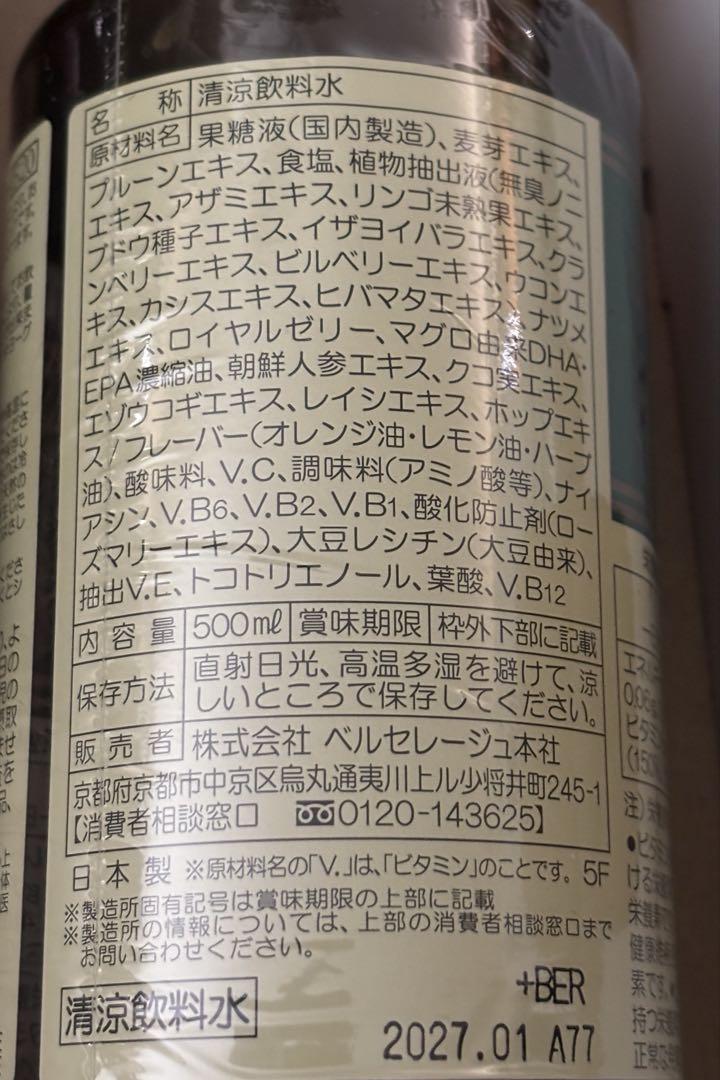 名称 清涼飲料水
原材料名 果糖液(国内製造)、麦芽エキス、
プルーンエキス、食塩、植物抽出液(無臭ノニ
エキス、アザミエキス、リンゴ未熟果エキス、
ブドウ種子エキス、イザヨイバラエキス、クラ
ンベリーエキス、ビルベリーエキス、ウコンエ
キス、カシスエキス、ヒバマタエキス)、ナツメ
エキス、ロイヤルゼリー、マグロ由来DHA・
EPA濃縮油、朝鮮人参エキス、クコ実エキス、
エゾウコギエキス、レイシエキス、ホップエキ
ス/フレーバー(オレンジ油・レモン油・ハーブ
油)、酸味料、V.C、調味料(アミノ酸等)、ナイ
アシン、V.B6、V.B2、V.B1、酸化防止剤(ロー
ズマリーエキス)、大豆レシチン(大豆由来)、
抽出V.E、トコトリエノール、葉酸、V.B12
内容量 500ml 賞味期限 枠外下部に記載
保存方法 直射日光、高温多湿を避けて、涼
しいところで保存してください。
販売者 株式会社 ベルセレージュ本社
京都府京都市中京区烏丸通夷川上ル少将井町245-1
【消費者相談窓口 0120-143625】
日本製 ※原材料名の「V.」は、「ビタミン」のことです。 5F
※製造所固有記号は賞味期限の上部に記載
※製造所の情報については、上部の消費者相談窓口まで
お問い合わせください。
清涼飲料水
+BER
2027.01 A77